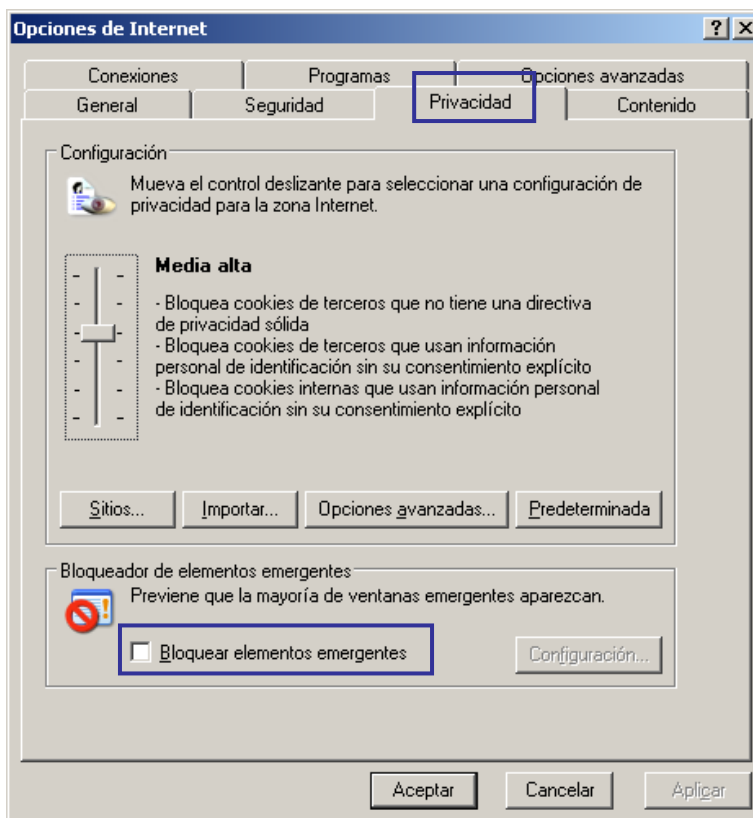 Opciones de Internet
Conexiones
Programas
Opciones avanzadas
General
Seguridad
Privacidad
Contenido
Configuración
Mueva el control deslizante para seleccionar una configuración de
privacidad para la zona Internet.
Media alta
- Bloquea cookies de terceros que no tiene una directiva
de privacidad sólida
- Bloquea cookies de terceros que usan información
personal de identificación sin su consentimiento explícito
- Bloquea cookies internas que usan información personal
de identificación sin su consentimiento explícito
Sitios...
Importar...
Opciones avanzadas...
Predeterminada
Bloqueador de elementos emergentes
Previene que la mayoría de ventanas emergentes aparezcan.
Bloquear elementos emergentes
Configuración...
Aceptar
Cancelar
Aplicar